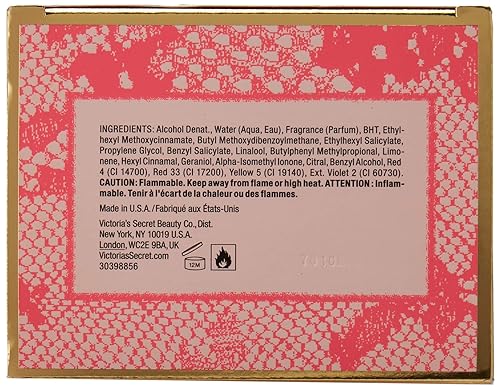 INGREDIENTS: Alcohol Denat., Water (Aqua, Eau), Fragrance (Parfum), BHT, Ethyl-
hexyl Methoxycinnamate, Butyl Methoxydibenzoylmethane, Ethylhexyl Salicylate,
Propylene Glycol, Benzyl Salicylate, Linalool, Butylphenyl Methylpropional, Limo-
nene, Hexyl Cinnamal, Geraniol, Alpha-Isomethyl Ionone, Citral, Benzyl Alcohol, Red
4 (CI 14700), Red 33 (CI 17200), Yellow 5 (CI 19140), Ext. Violet 2 (CI 60730).
CAUTION: Flammable. Keep away from flame or high heat. ATTENTION : Inflam-
mable. Tenir à l'écart de la chaleur ou des flammes.
Made in U.S.A. / Fabriqué aux États-Unis
Victoria's Secret Beauty Co., Dist.
New York, NY 10019 U.S.A.
London, WC2E 9BA, UK
VictoriasSecret.com
30398856
12M